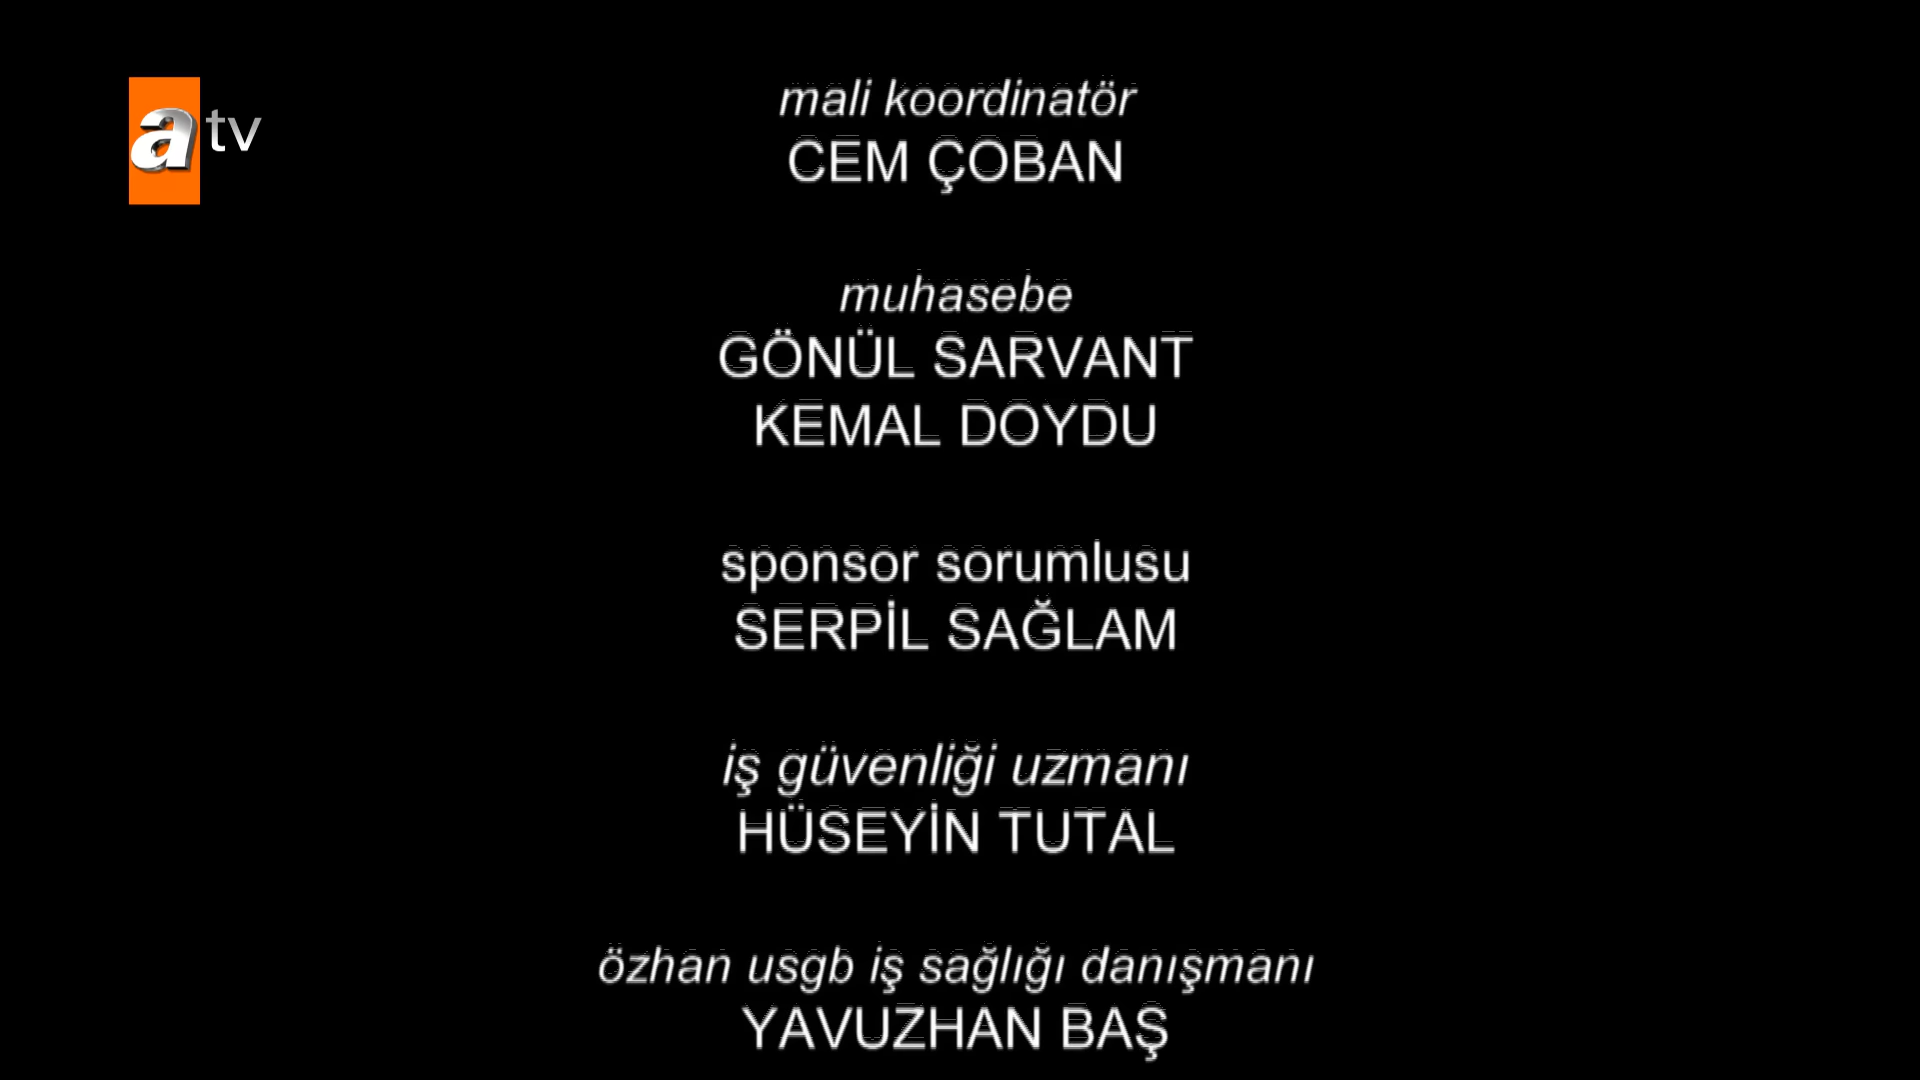 atv
mali koordinatör
CEM ÇOBAN
muhasebe
GÖNÜL SARVANT
KEMAL DOYDU
sponsor sorumlusu
SERPİL SAĞLAM
iş güvenliği uzmanı
HÜSEYİN TUTAL
özhan usgb iş sağlığı danışmanı
YAVUZHAN BAŞ